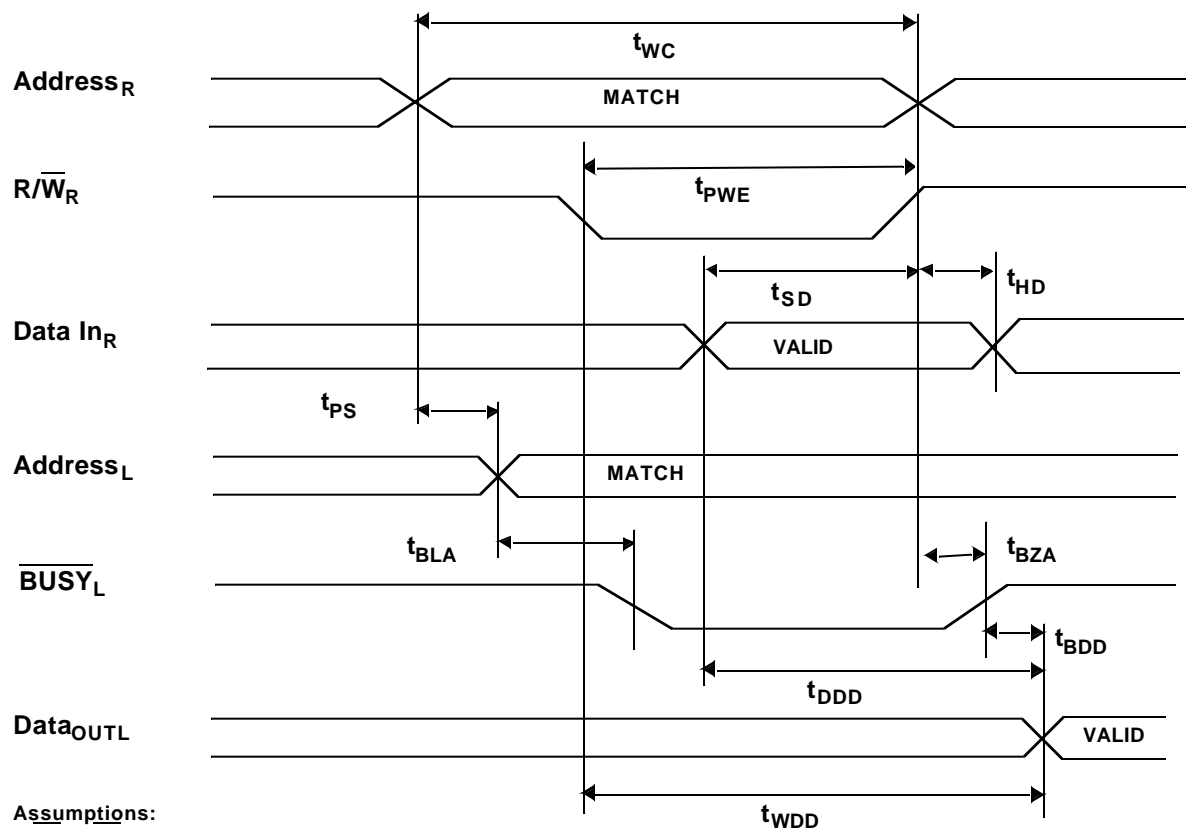 tWC
AddressR
MATCH
R/W̅R
tPWE
tSD
tHD
Data InR
VALID
tPS
AddressL
MATCH
tBLA
tBZA
B̅U̅S̅Y̅L
tBDD
tDDD
DataOUTL
VALID
Assumptions:
tWDD